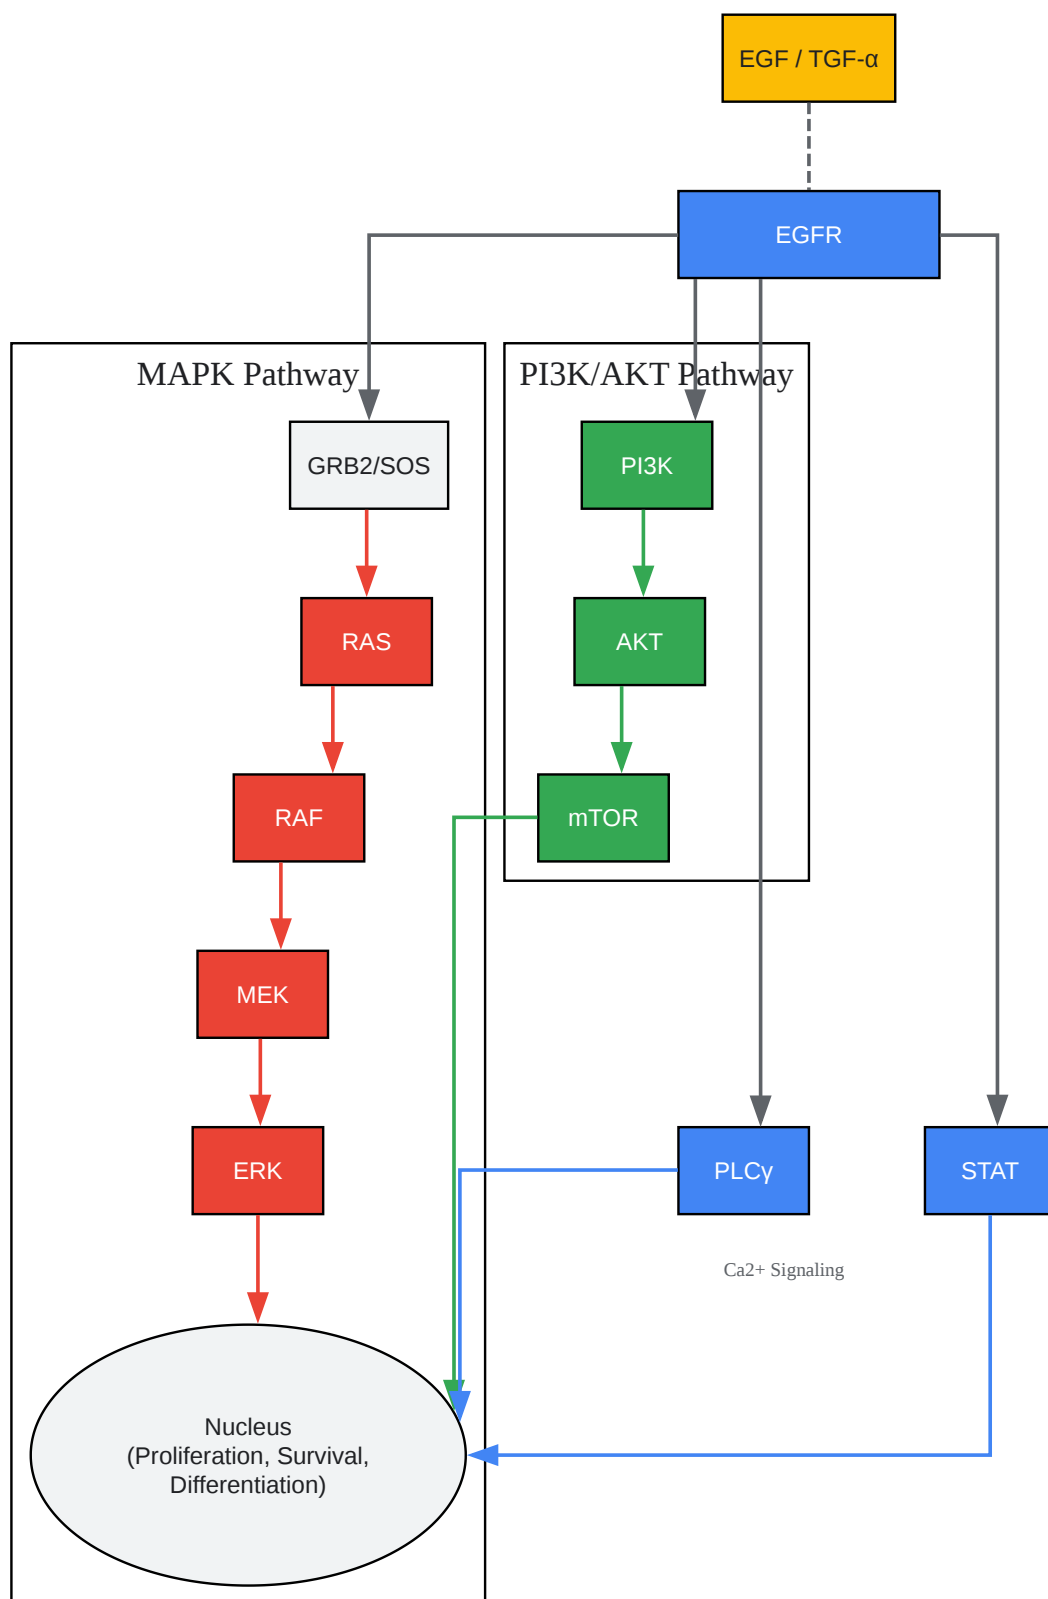 EGF / TGF-α
EGFR
MAPK Pathway
PI3K/AKT Pathway
GRB2/SOS
PI3K
RAS
AKT
RAF
mTOR
MEK
ERK
PLCγ
STAT
Ca2+ Signaling
Nucleus
(Proliferation, Survival,
Differentiation)